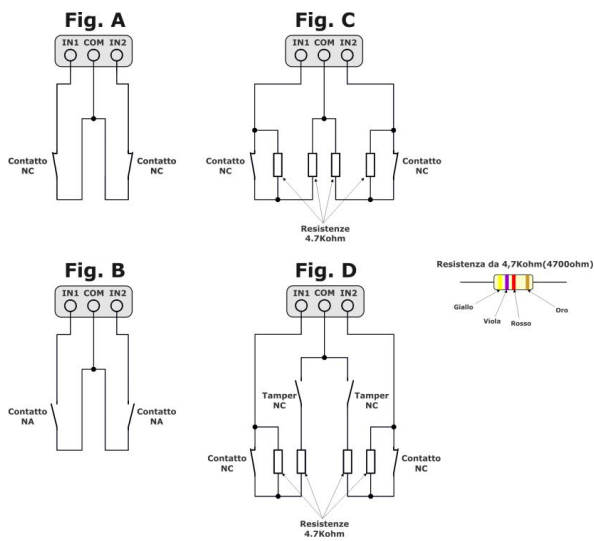 Fig. A
IN1 COM IN2
Contatto
NC
Contatto
NC
Fig. C
IN1 COM IN2
Contatto
NC
Contatto
NC
Resistenze
4.7Kohm
Fig. B
IN1 COM IN2
Contatto
NA
Contatto
NA
Fig. D
IN1 COM IN2
Tamper
NC
Tamper
NC
Contatto
NC
Contatto
NC
Resistenze
4.7Kohm
Resistenza da 4,7Kohm(4700ohm)
Giallo
Viola
Rosso
Oro